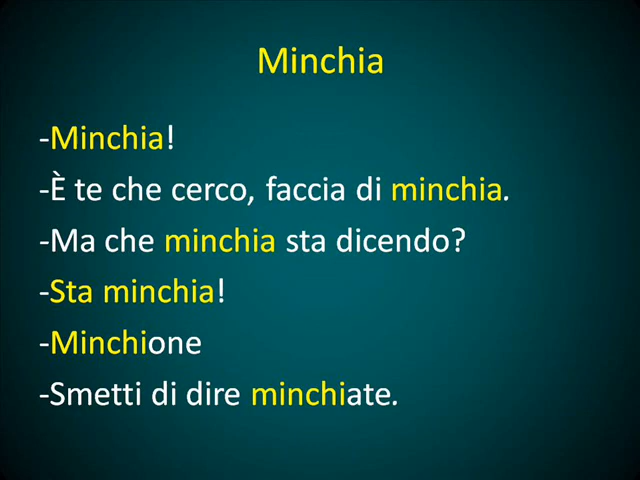 Minchia
-Minchia!
-È te che cerco, faccia di minchia.
-Ma che minchia sta dicendo?
-Sta minchia!
-Minchione
-Smetti di dire minchiate.